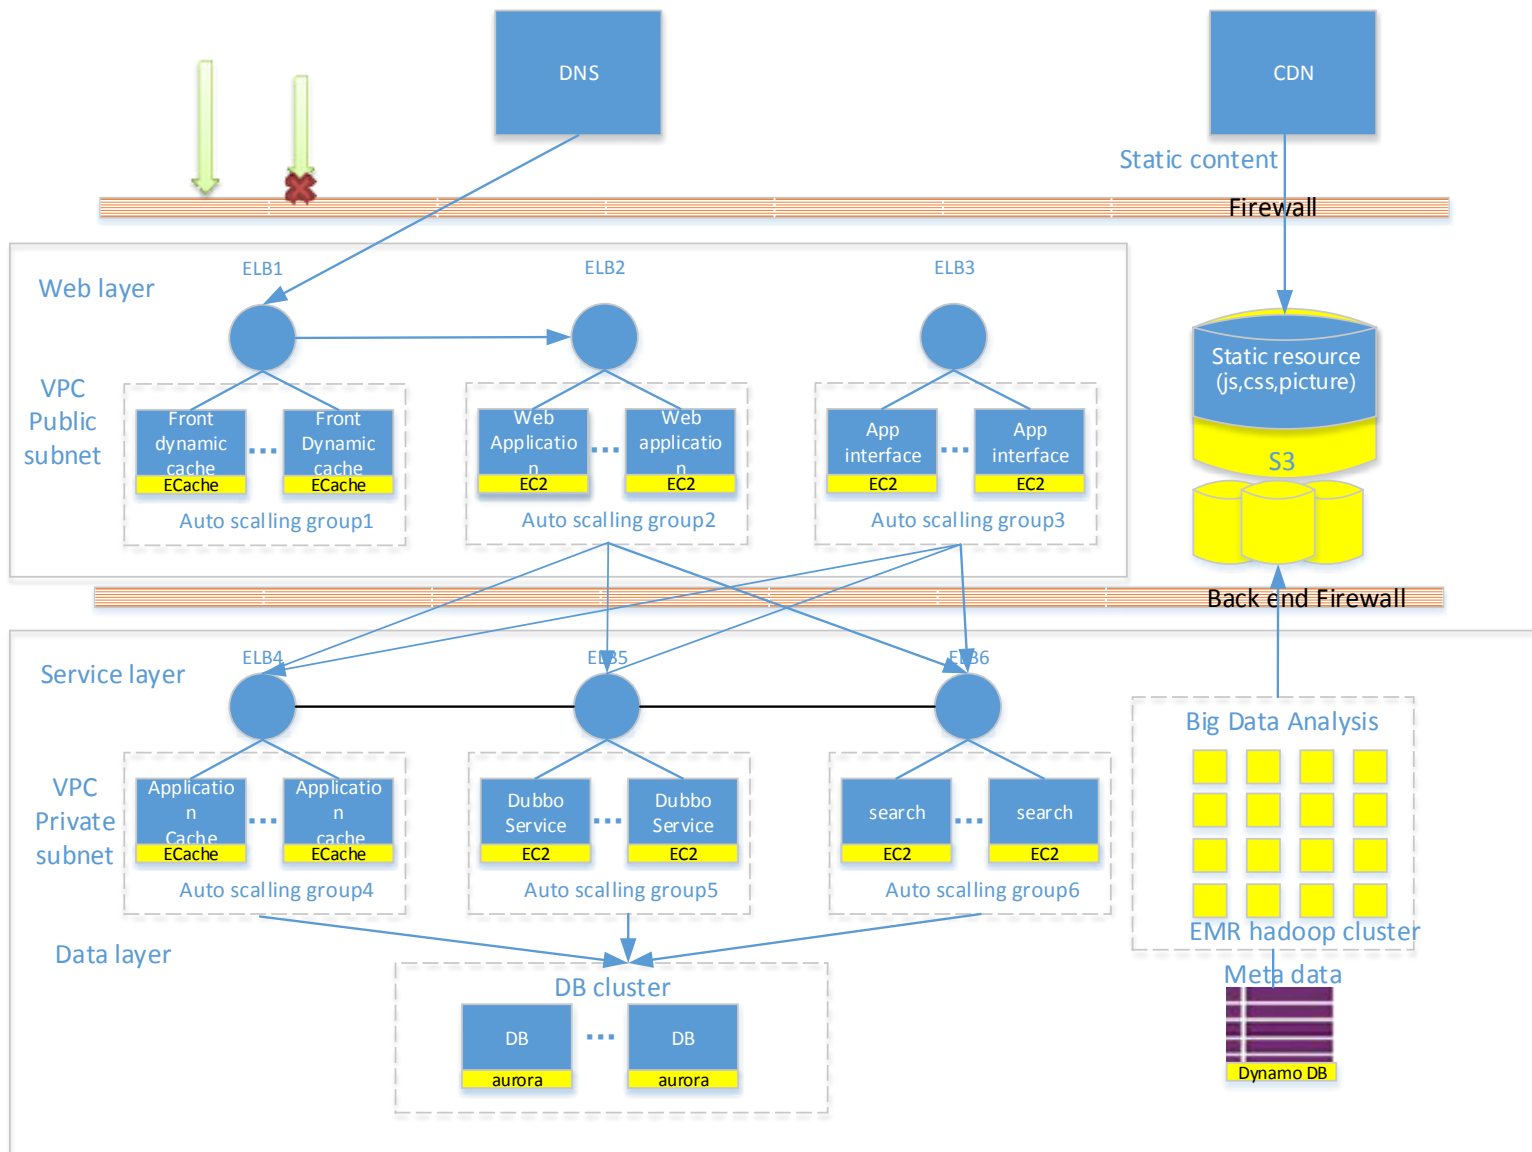 DNS
CDN
Static content
Firewall
ELB1
ELB2
ELB3
Web layer
VPC
Public
subnet
Front
dynamic
cache
ECache
Front
Dynamic
cache
ECache
Auto scalling group1
Web
Applicatio
n
EC2
Web
applicatio
n
EC2
Auto scalling group2
App
interface
EC2
App
interface
EC2
Auto scalling group3
Static resource
(js,css,picture)
S3
Back end Firewall
Service layer
ELB4
ELB5
ELB6
VPC
Private
subnet
Applicatio
n
Cache
ECache
Applicatio
n
cache
ECache
Auto scalling group4
Dubbo
Service
EC2
Dubbo
Service
EC2
Auto scalling group5
search
EC2
search
EC2
Auto scalling group6
Big Data Analysis
EMR hadoop cluster
Meta data
Dynamo DB
Data layer
DB cluster
DB
aurora
DB
aurora